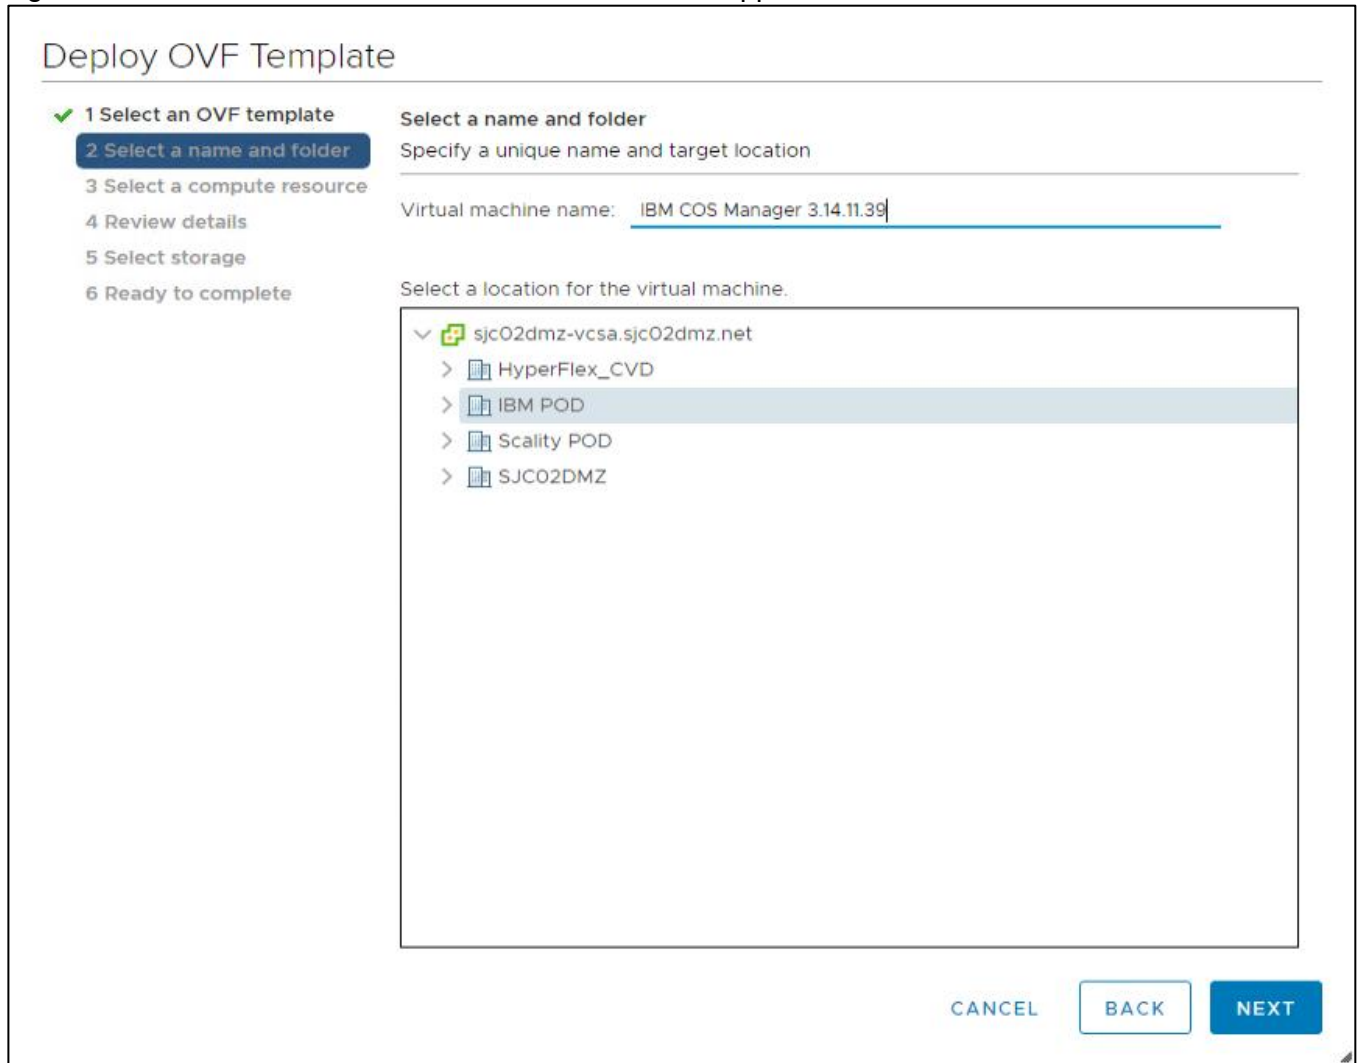 Deploy OVF Template
1 Select an OVF template
2 Select a name and folder
3 Select a compute resource
4 Review details
5 Select storage
6 Ready to complete
Select a name and folder
Specify a unique name and target location
Virtual machine name: IBM COS Manager 3.14.11.39
Select a location for the virtual machine.
sjc02dmz-vcsa.sjc02dmz.net
HyperFlex_CVD
IBM POD
Scality POD
SJC02DMZ
CANCEL BACK NEXT